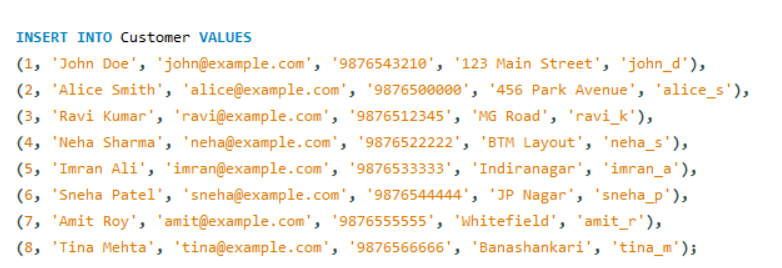 INSERT INTO Customer VALUES
(1, 'John Doe', 'john@example.com', '9876543210', '123 Main Street', 'john_d'),
(2, 'Alice Smith', 'alice@example.com', '9876500000', '456 Park Avenue', 'alice_s'),
(3, 'Ravi Kumar', 'ravi@example.com', '9876512345', 'MG Road', 'ravi_k'),
(4, 'Neha Sharma', 'neha@example.com', '9876522222', 'BTM Layout', 'neha_s'),
(5, 'Imran Ali', 'imran@example.com', '9876533333', 'Indiranagar', 'imran_a'),
(6, 'Sneha Patel', 'sneha@example.com', '9876544444', 'JP Nagar', 'sneha_p'),
(7, 'Amit Roy', 'amit@example.com', '9876555555', 'Whitefield', 'amit_r'),
(8, 'Tina Mehta', 'tina@example.com', '9876566666', 'Banashankari', 'tina_m');